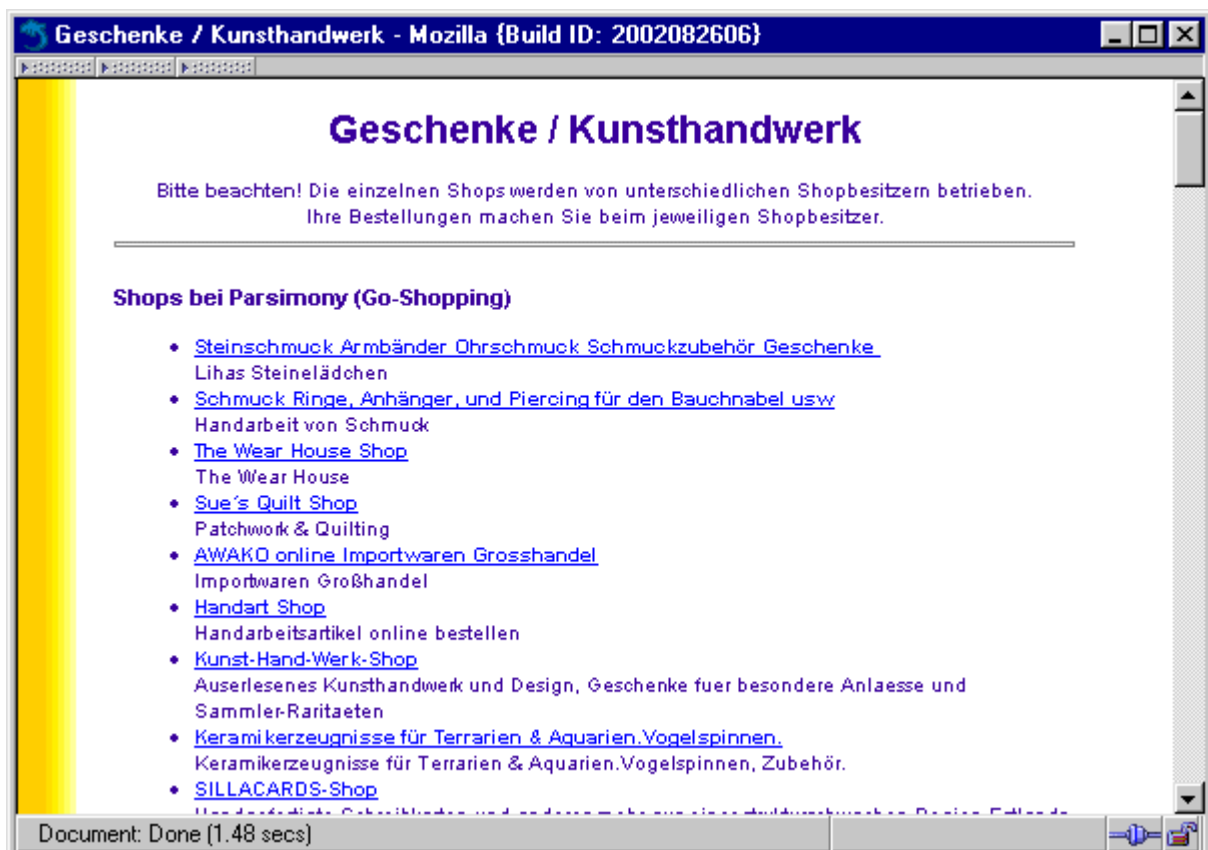 Geschenke / Kunsthandwerk - Mozilla {Build ID: 2002082606}
Geschenke / Kunsthandwerk
Bitte beachten! Die einzelnen Shops werden von unterschiedlichen Shopbesitzern betrieben.
Ihre Bestellungen machen Sie beim jeweiligen Shopbesitzer.
Shops bei Parsimony (Go-Shopping)
Steinschmuck Armbänder Ohrschmuck Schmuckzubehör Geschenke
Lihas Steinelädchen
Schmuck Ringe, Anhänger, und Piercing für den Bauchnabel usw
Handarbeit von Schmuck
The Wear House Shop
The Wear House
Sue´s Quilt Shop
Patchwork & Quilting
AWAKO online Importwaren Grosshandel
Importwaren Großhandel
Handart Shop
Handarbeitsartikel online bestellen
Kunst-Hand-Werk-Shop
Auserlesenes Kunsthandwerk und Design, Geschenke fuer besondere Anlaesse und
Sammler-Raritaeten
Keramikerzeugnisse für Terrarien & Aquarien.Vogelspinnen.
Keramikerzeugnisse für Terrarien & Aquarien.Vogelspinnen, Zubehör.
SILLACARDS-Shop
Document: Done (1.48 secs)